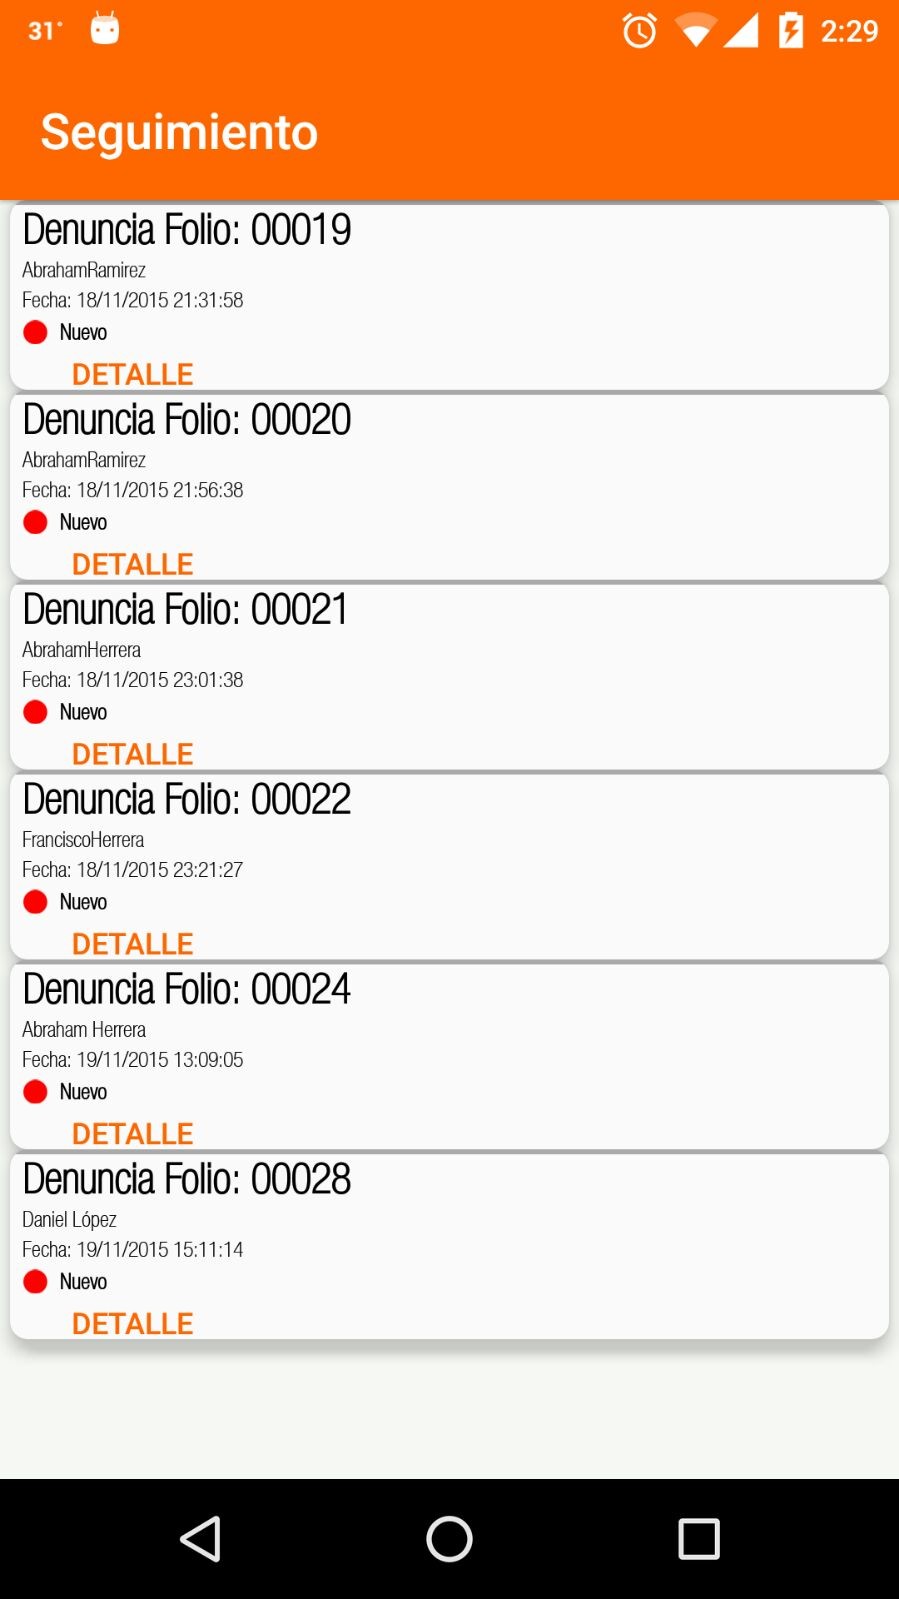 31°
2:29
Seguimiento
Denuncia Folio: 00019
AbrahamRamirez
Fecha: 18/11/2015 21:31:58
Nuevo
DETALLE
Denuncia Folio: 00020
AbrahamRamirez
Fecha: 18/11/2015 21:56:38
Nuevo
DETALLE
Denuncia Folio: 00021
AbrahamHerrera
Fecha: 18/11/2015 23:01:38
Nuevo
DETALLE
Denuncia Folio: 00022
FranciscoHerrera
Fecha: 18/11/2015 23:21:27
Nuevo
DETALLE
Denuncia Folio: 00024
Abraham Herrera
Fecha: 19/11/2015 13:09:05
Nuevo
DETALLE
Denuncia Folio: 00028
Daniel López
Fecha: 19/11/2015 15:11:14
Nuevo
DETALLE